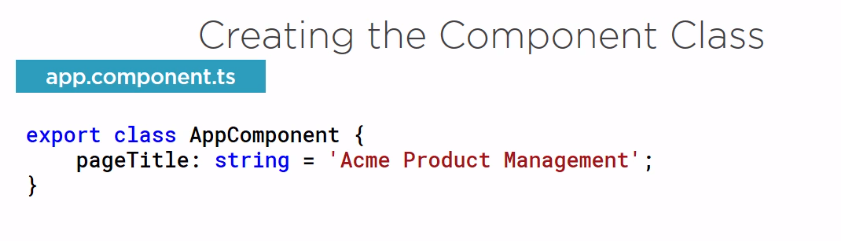 Creating the Component Class
app.component.ts
export class AppComponent {
    pageTitle: string = 'Acme Product Management';
}